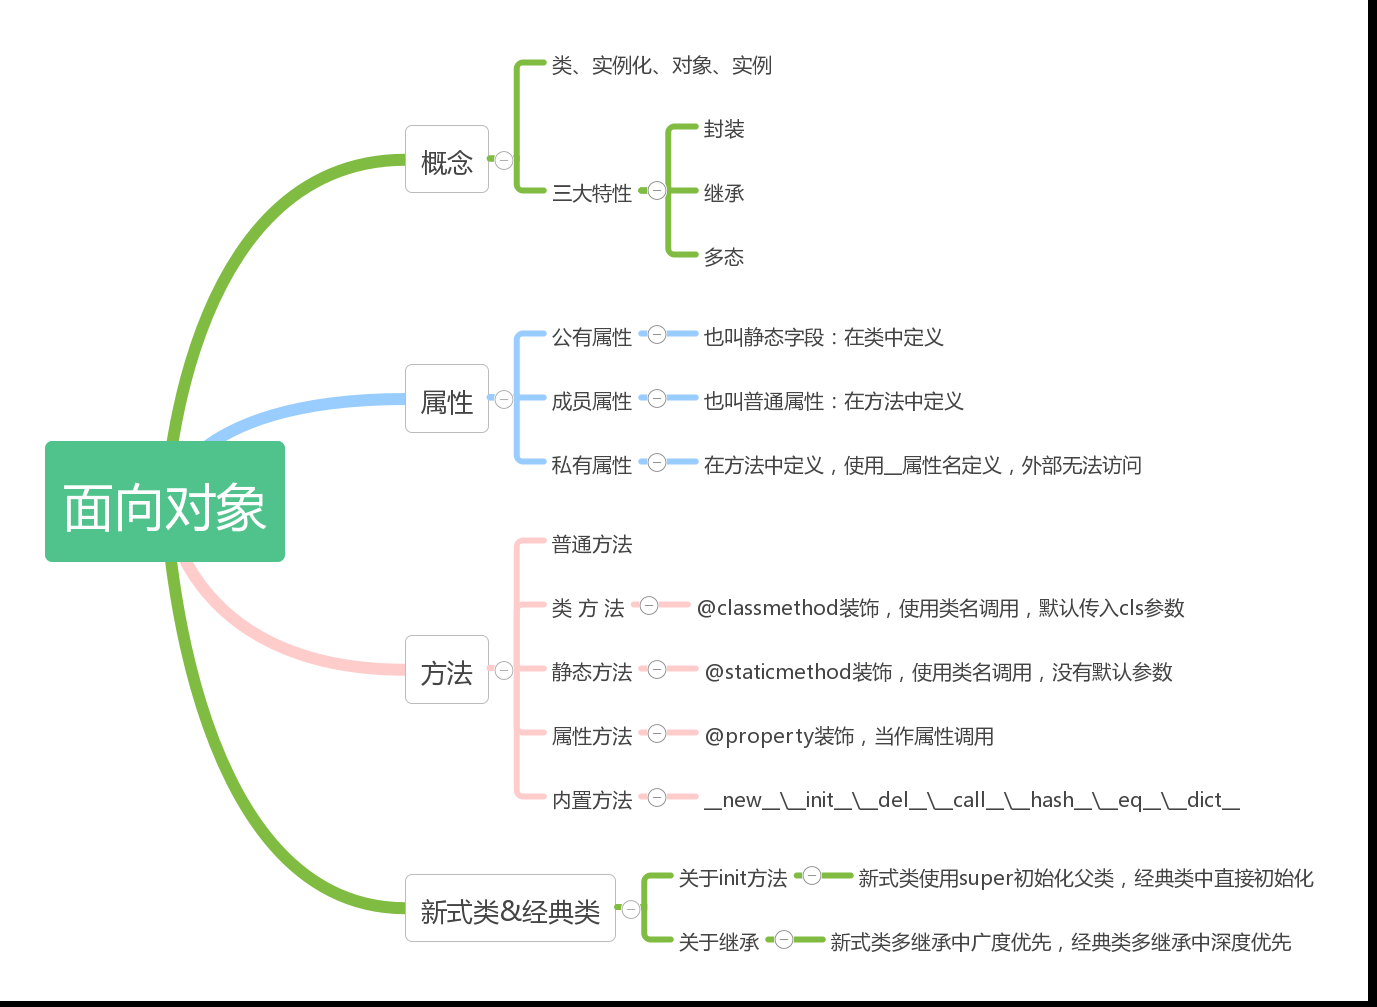 面向对象
概念
类、实例化、对象、实例
三大特性
封装
继承
多态
属性
公有属性
也叫静态字段：在类中定义
成员属性
也叫普通属性：在方法中定义
私有属性
在方法中定义，使用__属性名定义，外部无法访问
方法
普通方法
类 方 法
@classmethod装饰，使用类名调用，默认传入cls参数
静态方法
@staticmethod装饰，使用类名调用，没有默认参数
属性方法
@property装饰，当作属性调用
内置方法
__new__\__init__\__del__\__call__\__hash__\__eq__\__dict__
新式类&经典类
关于init方法
新式类使用super初始化父类，经典类中直接初始化
关于继承
新式类多继承中广度优先，经典类多继承中深度优先